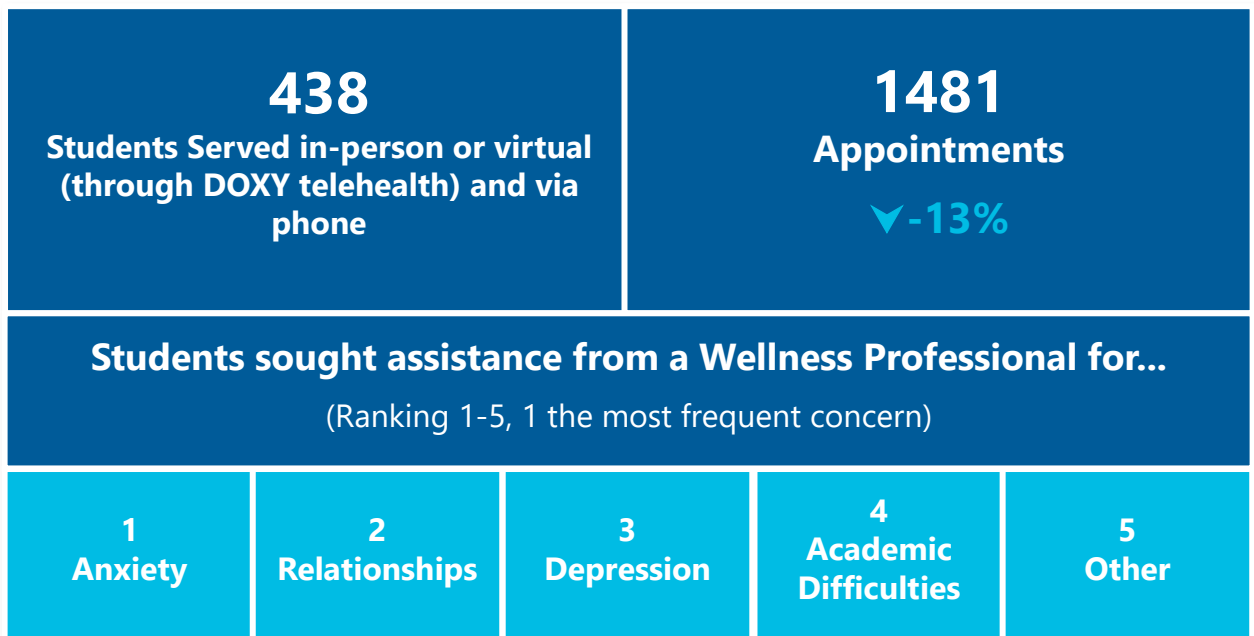 438
Students Served in-person or virtual
(through DOXY telehealth) and via
phone
1481
Appointments
-13%
Students sought assistance from a Wellness Professional for...
(Ranking 1-5, 1 the most frequent concern)
1
Anxiety
2
Relationships
3
Depression
4
Academic
Difficulties
5
Other